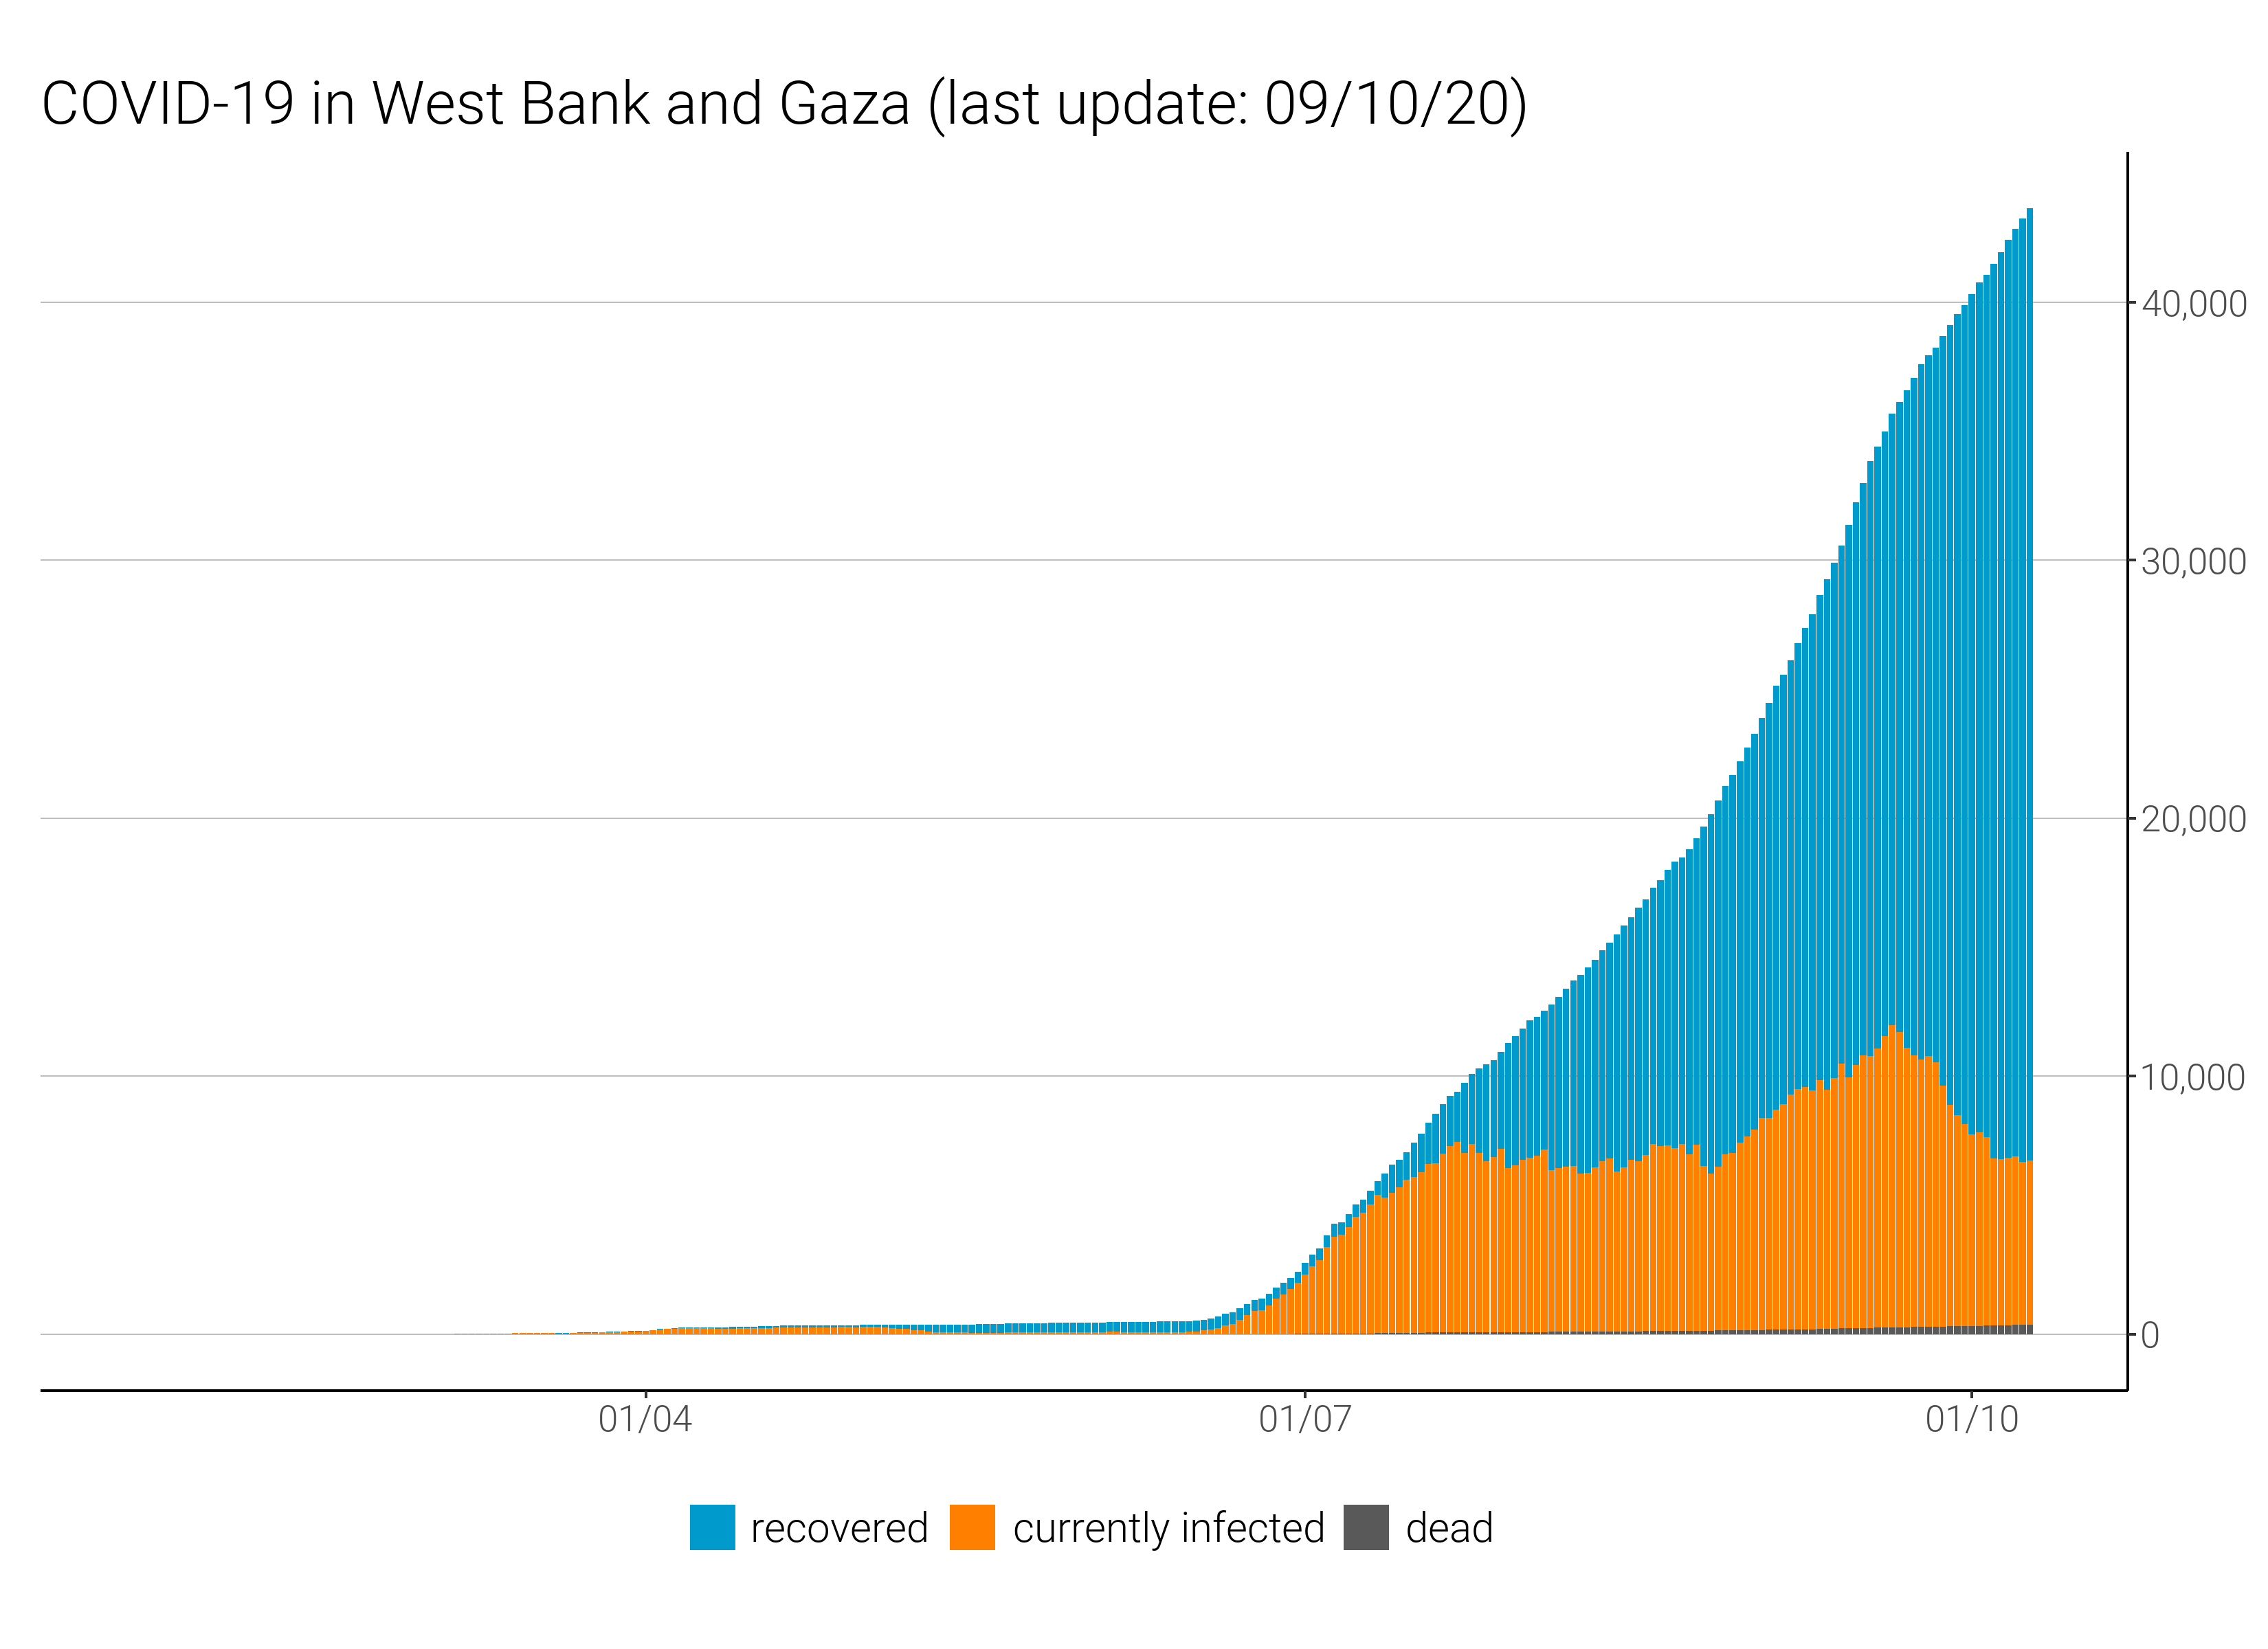 COVID-19 in West Bank and Gaza (last update: 09/10/20)
40,000
30,000
20,000
10,000
0
01/04 01/07 01/10
recovered currently infected dead